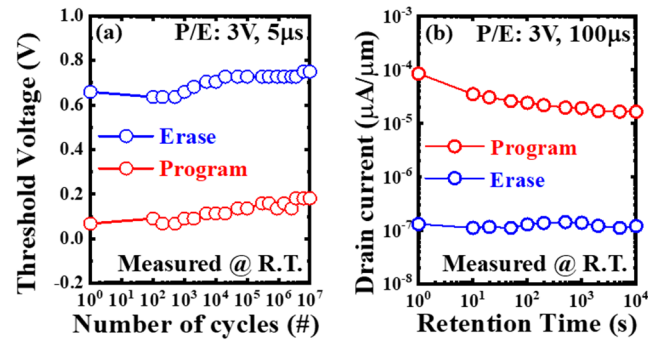 (a) P/E: 3V, 5μs
Threshold Voltage (V)
1.0
0.8
0.6
0.4
0.2
0.0
-0.2
Erase
Program
Measured @ R.T.
10⁰ 10¹ 10² 10³ 10⁴ 10⁵ 10⁶ 10⁷
Number of cycles (#)
(b) P/E: 3V, 100μs
Drain current (μA/μm)
10⁻³
10⁻⁴
10⁻⁵
10⁻⁶
10⁻⁷
10⁻⁸
Program
Erase
Measured @ R.T.
10⁰ 10¹ 10² 10³ 10⁴
Retention Time (s)